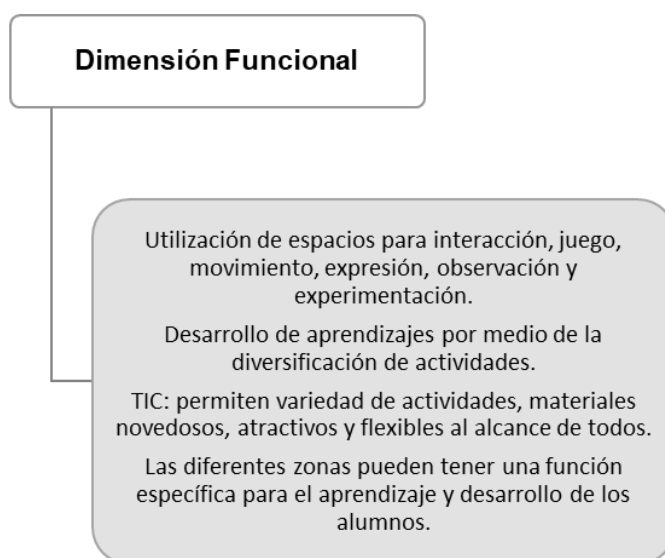 Dimensión Funcional
Utilización de espacios para interacción, juego,
movimiento, expresión, observación y
experimentación.
Desarrollo de aprendizajes por medio de la
diversificación de actividades.
TIC: permiten variedad de actividades, materiales
novedosos, atractivos y flexibles al alcance de todos.
Las diferentes zonas pueden tener una función
específica para el aprendizaje y desarrollo de los
alumnos.